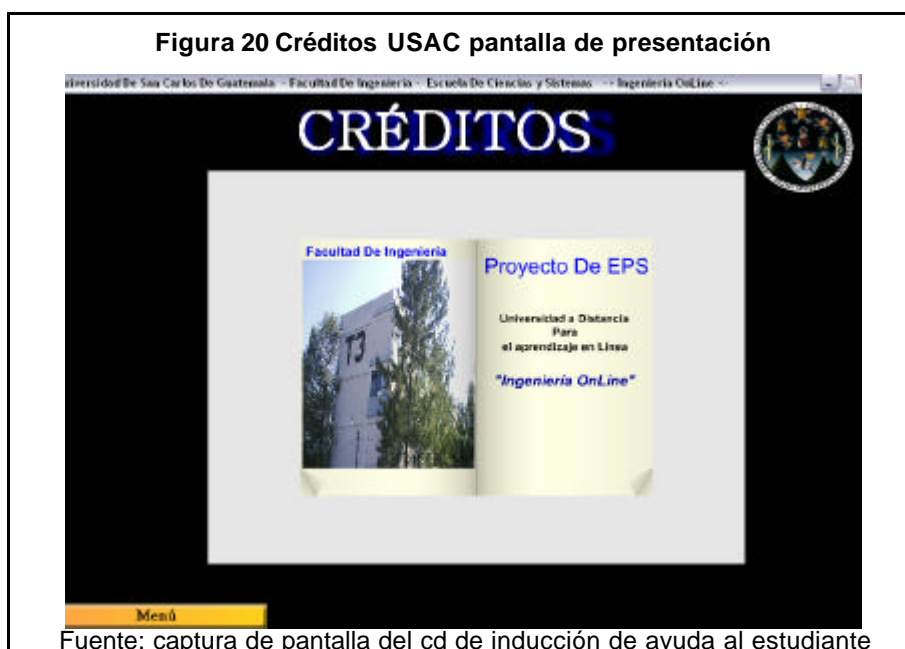 Figura 20 Créditos USAC pantalla de presentación
niversidad De San Carlos De Guatemala - Facultad De Ingeniería - Escuela De Ciencias y Sistemas --> Ingeniería OnLine <--
CRÉDITOS
Facultad De Ingeniería
T3
Proyecto De EPS
Universidad a Distancia
Para
el aprendizaje en Línea
"Ingeniería OnLine"
Menú
Fuente: captura de pantalla del cd de inducción de ayuda al estudiante